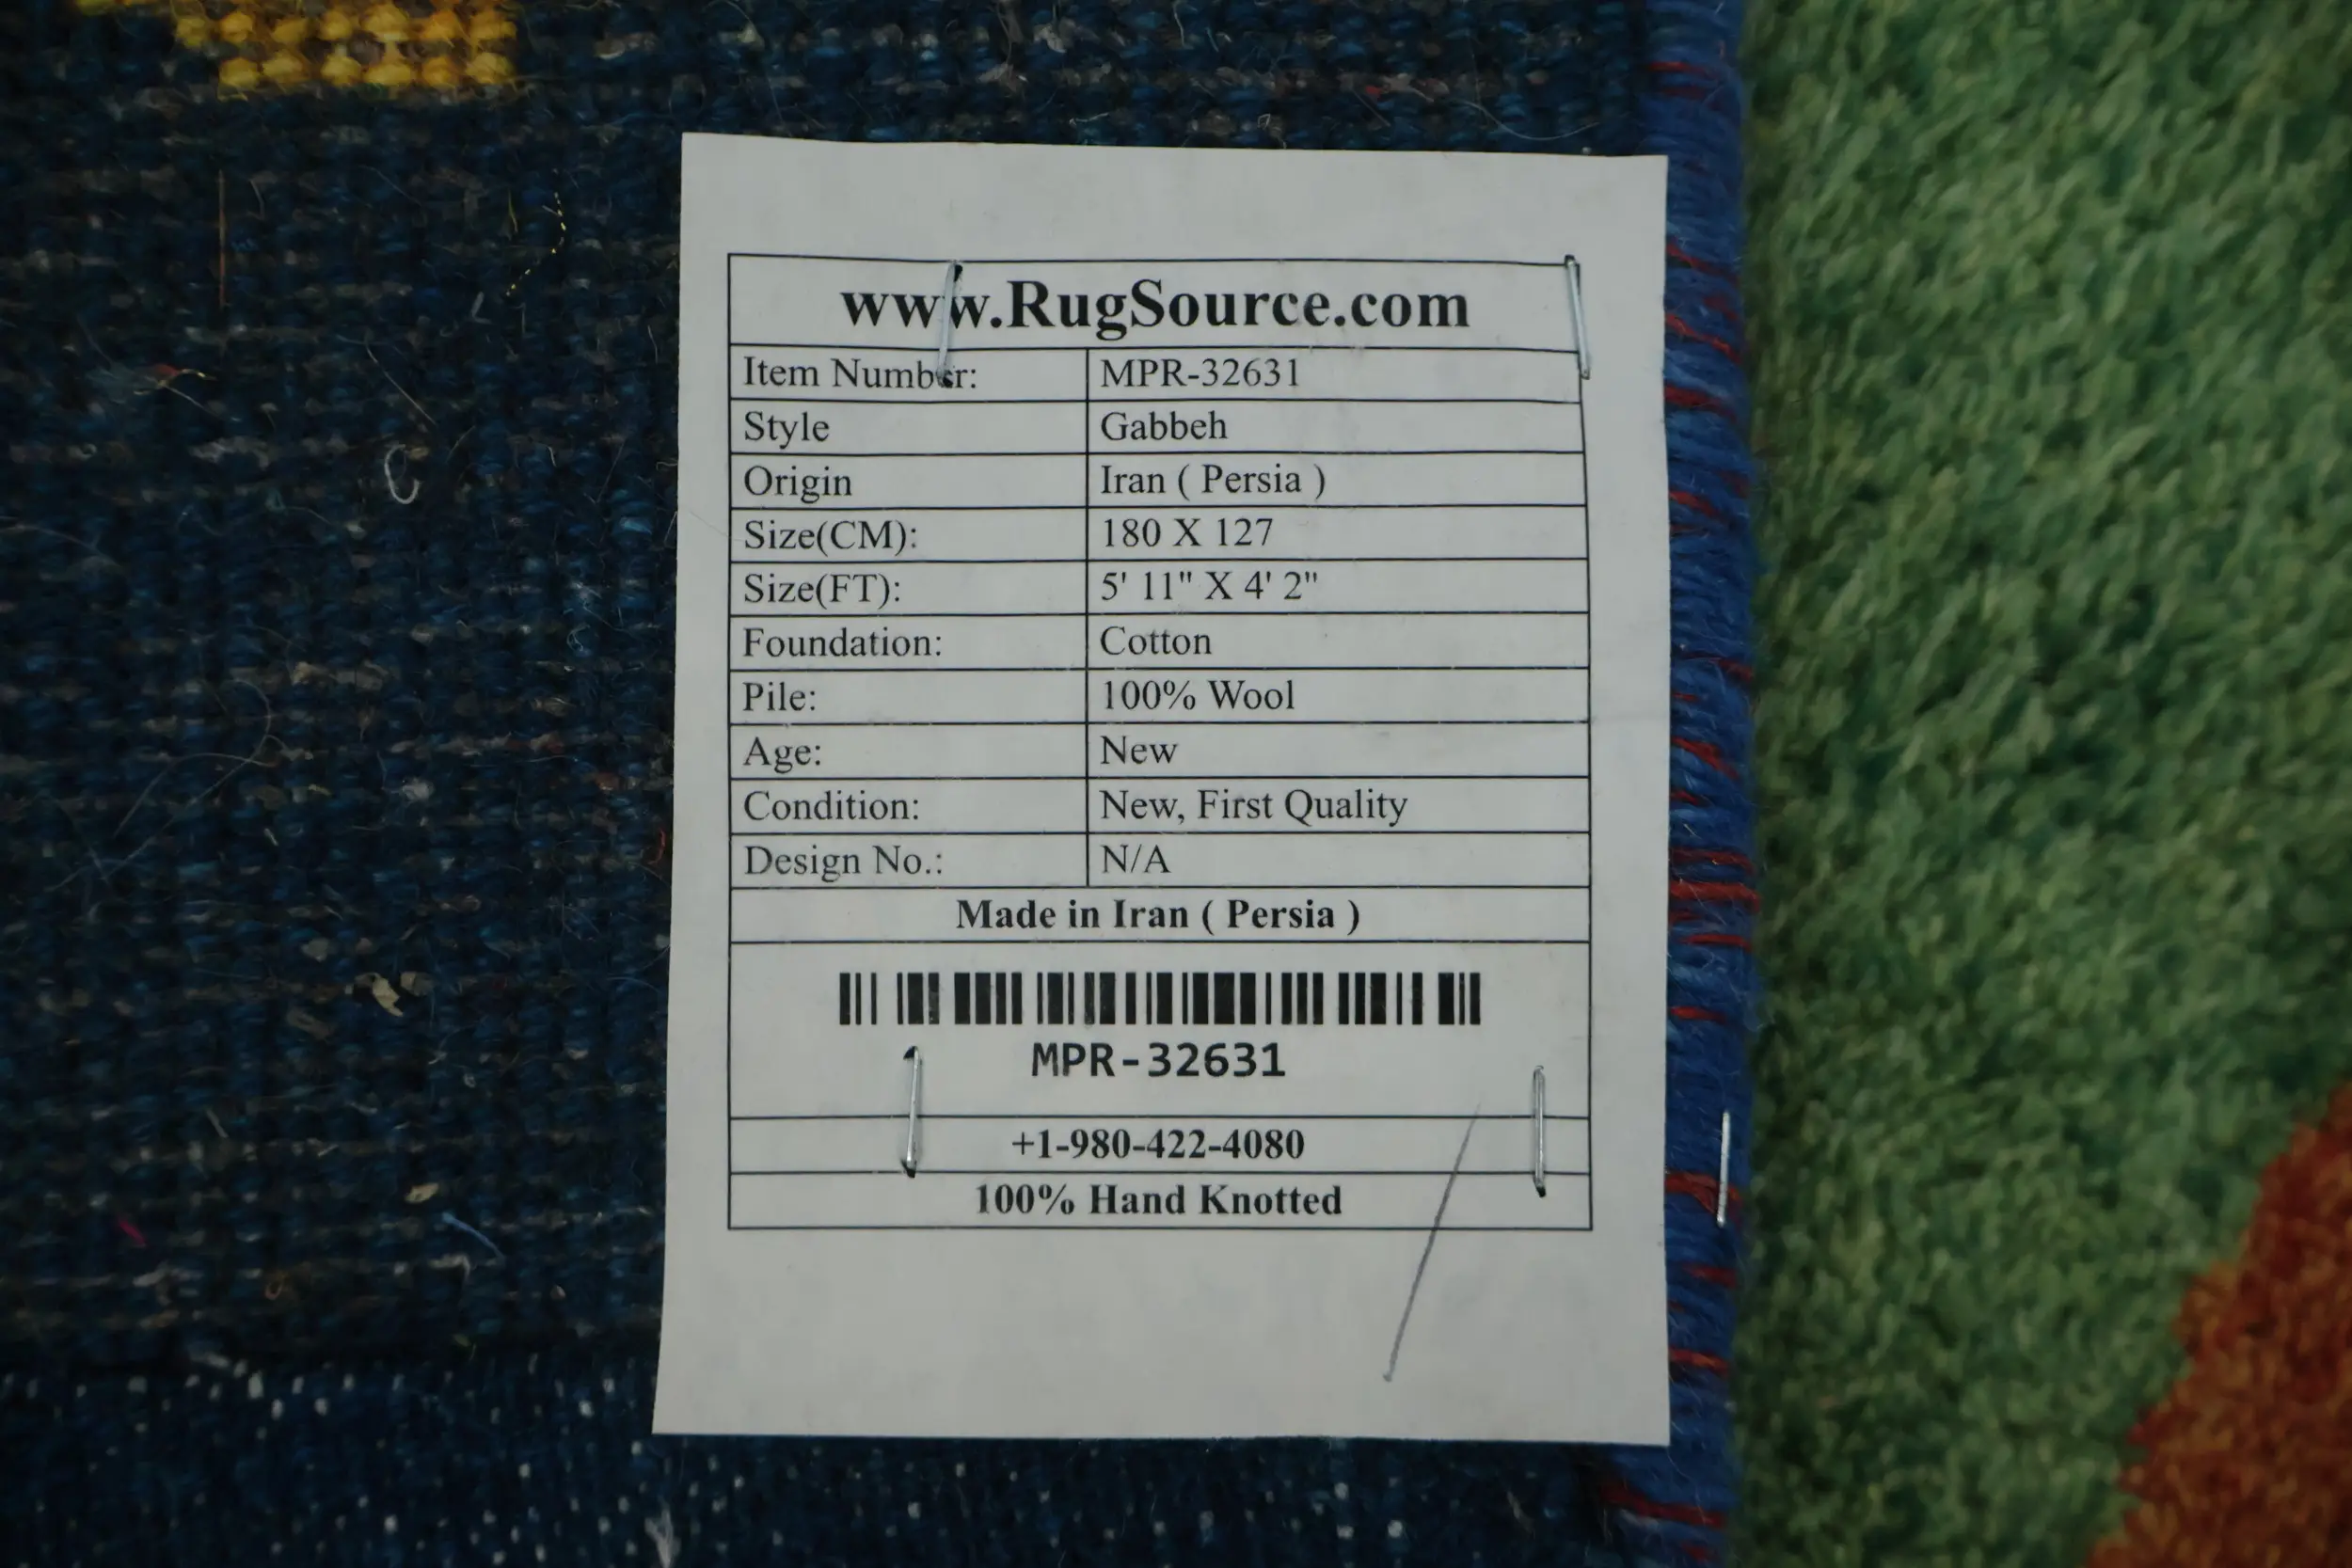 www.RugSource.com
Item Number: MPR-32631
Style Gabbeh
Origin Iran ( Persia )
Size(CM): 180 X 127
Size(FT): 5' 11" X 4' 2"
Foundation: Cotton
Pile: 100% Wool
Age: New
Condition: New, First Quality
Design No.: N/A
Made in Iran ( Persia )
MPR-32631
+1-980-422-4080
100% Hand Knotted